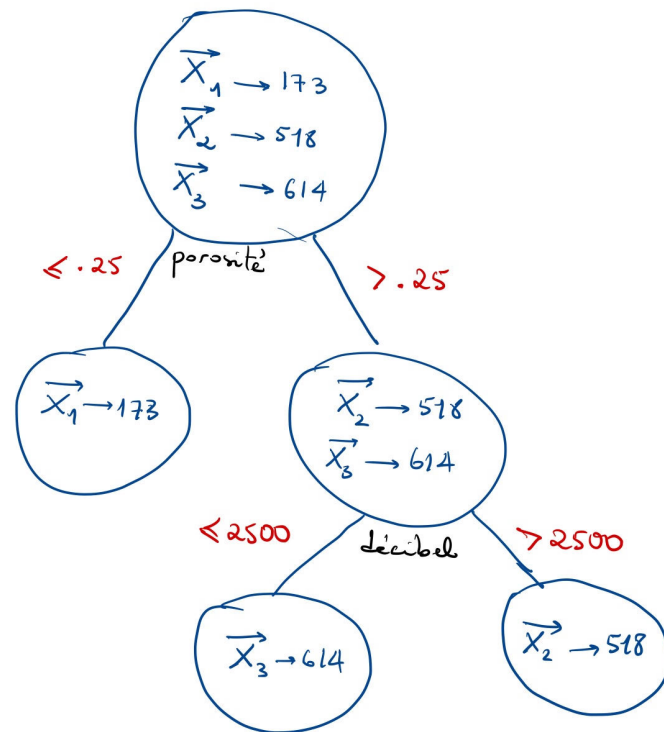 X₁ → 173
X₂ → 518
X₃ → 614
≤ .25
porosité
> .25
X₁ → 173
X₂ → 518
X₃ → 614
≤ 2500
décibel
> 2500
X₃ → 614
X₂ → 518